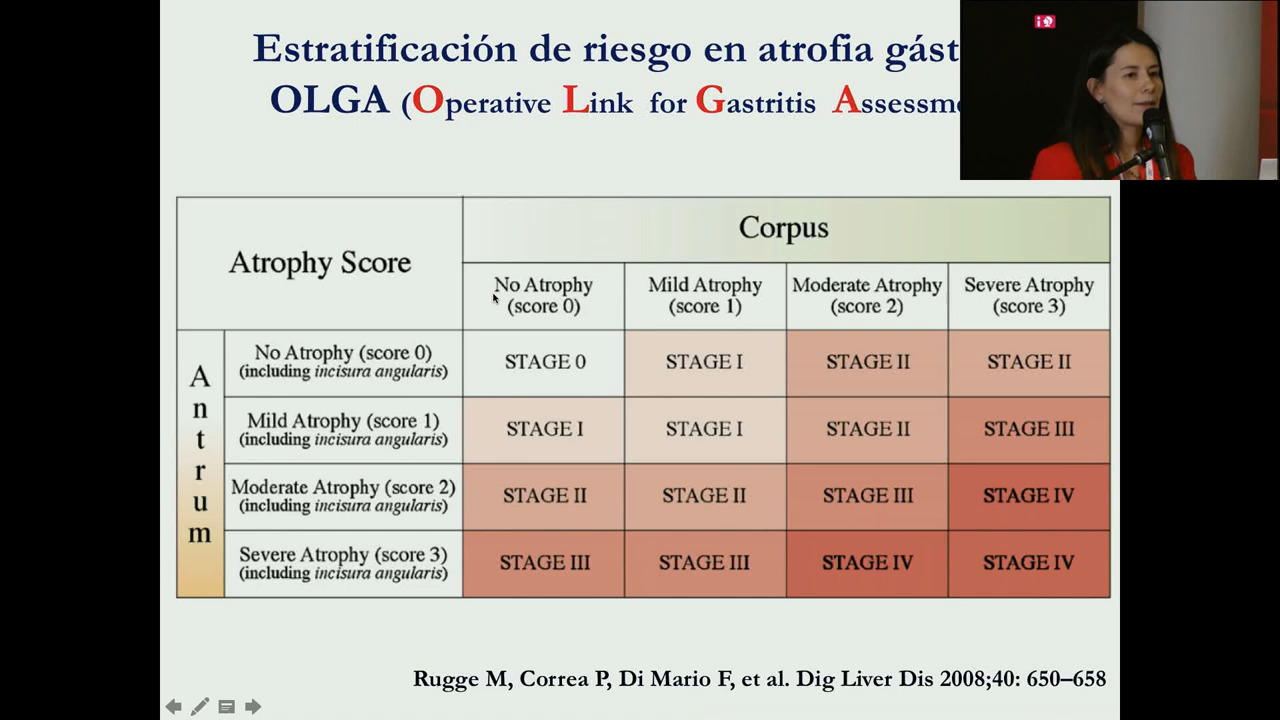 Estratificación de riesgo en atrofia gást
OLGA (Operative Link for Gastritis Assessme
Atrophy Score
Corpus
No Atrophy (score 0)
Mild Atrophy (score 1)
Moderate Atrophy (score 2)
Severe Atrophy (score 3)
Antrum
No Atrophy (score 0) (including incisura angularis)
STAGE 0
STAGE I
STAGE II
STAGE II
Mild Atrophy (score 1) (including incisura angularis)
STAGE I
STAGE I
STAGE II
STAGE III
Moderate Atrophy (score 2) (including incisura angularis)
STAGE II
STAGE II
STAGE III
STAGE IV
Severe Atrophy (score 3) (including incisura angularis)
STAGE III
STAGE III
STAGE IV
STAGE IV
Rugge M, Correa P, Di Mario F, et al. Dig Liver Dis 2008;40: 650–658